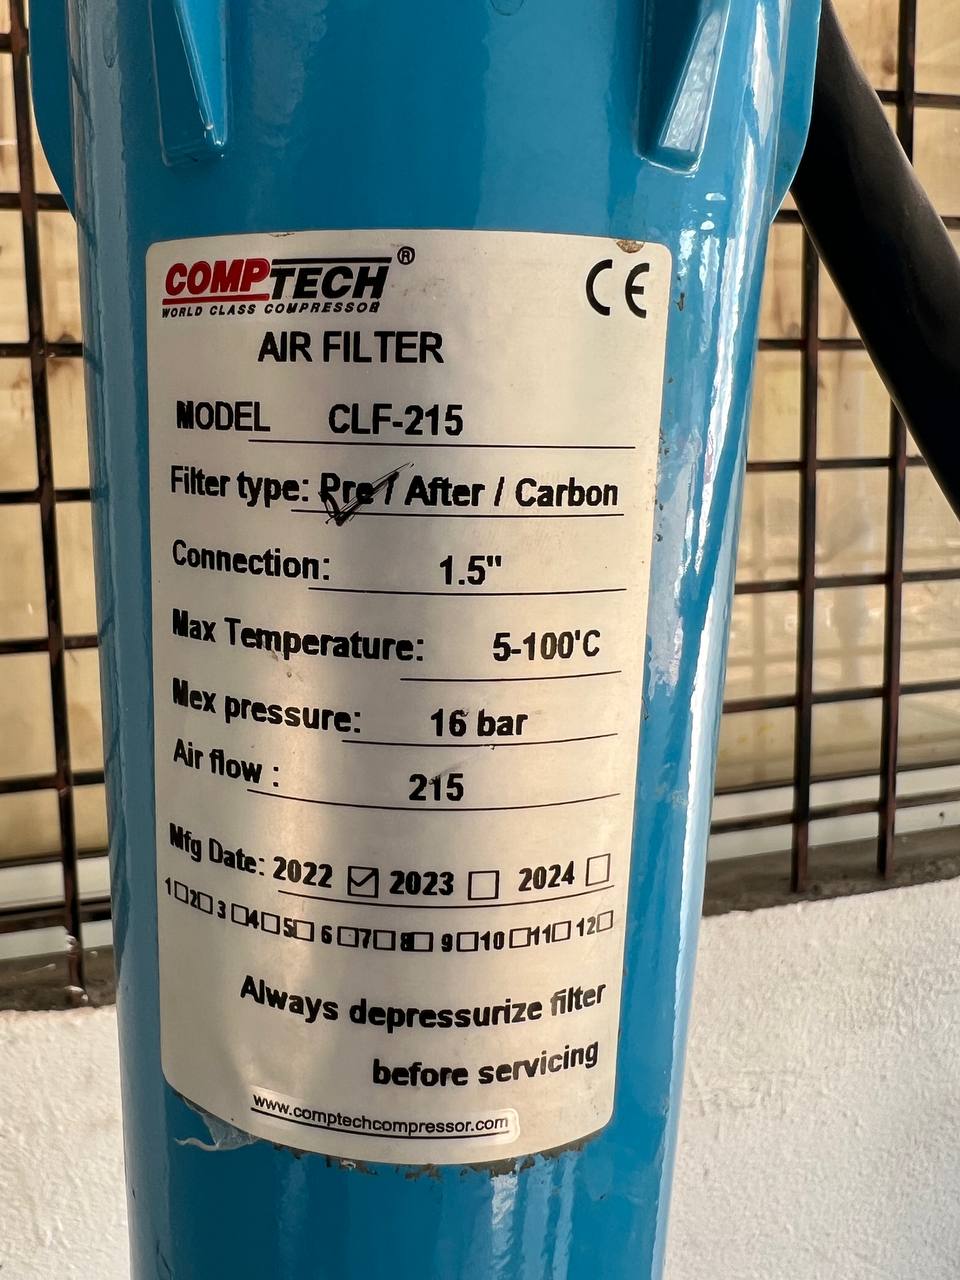 COMPTECH®
WORLD CLASS COMPRESSOR
CE
AIR FILTER
MODEL CLF-215
Filter type: Pre / After / Carbon
Connection: 1.5"
Max Temperature: 5-100'C
Mex pressure: 16 bar
Air flow : 215
Mfg Date: 2022 ☑ 2023 ☐ 2024 ☐
1☐2☐ 3☐4☐5☐ 6☐7☐8☐ 9☐10☐11☐ 12☐
Always depressurize filter
before servicing
www.comptechcompressor.com